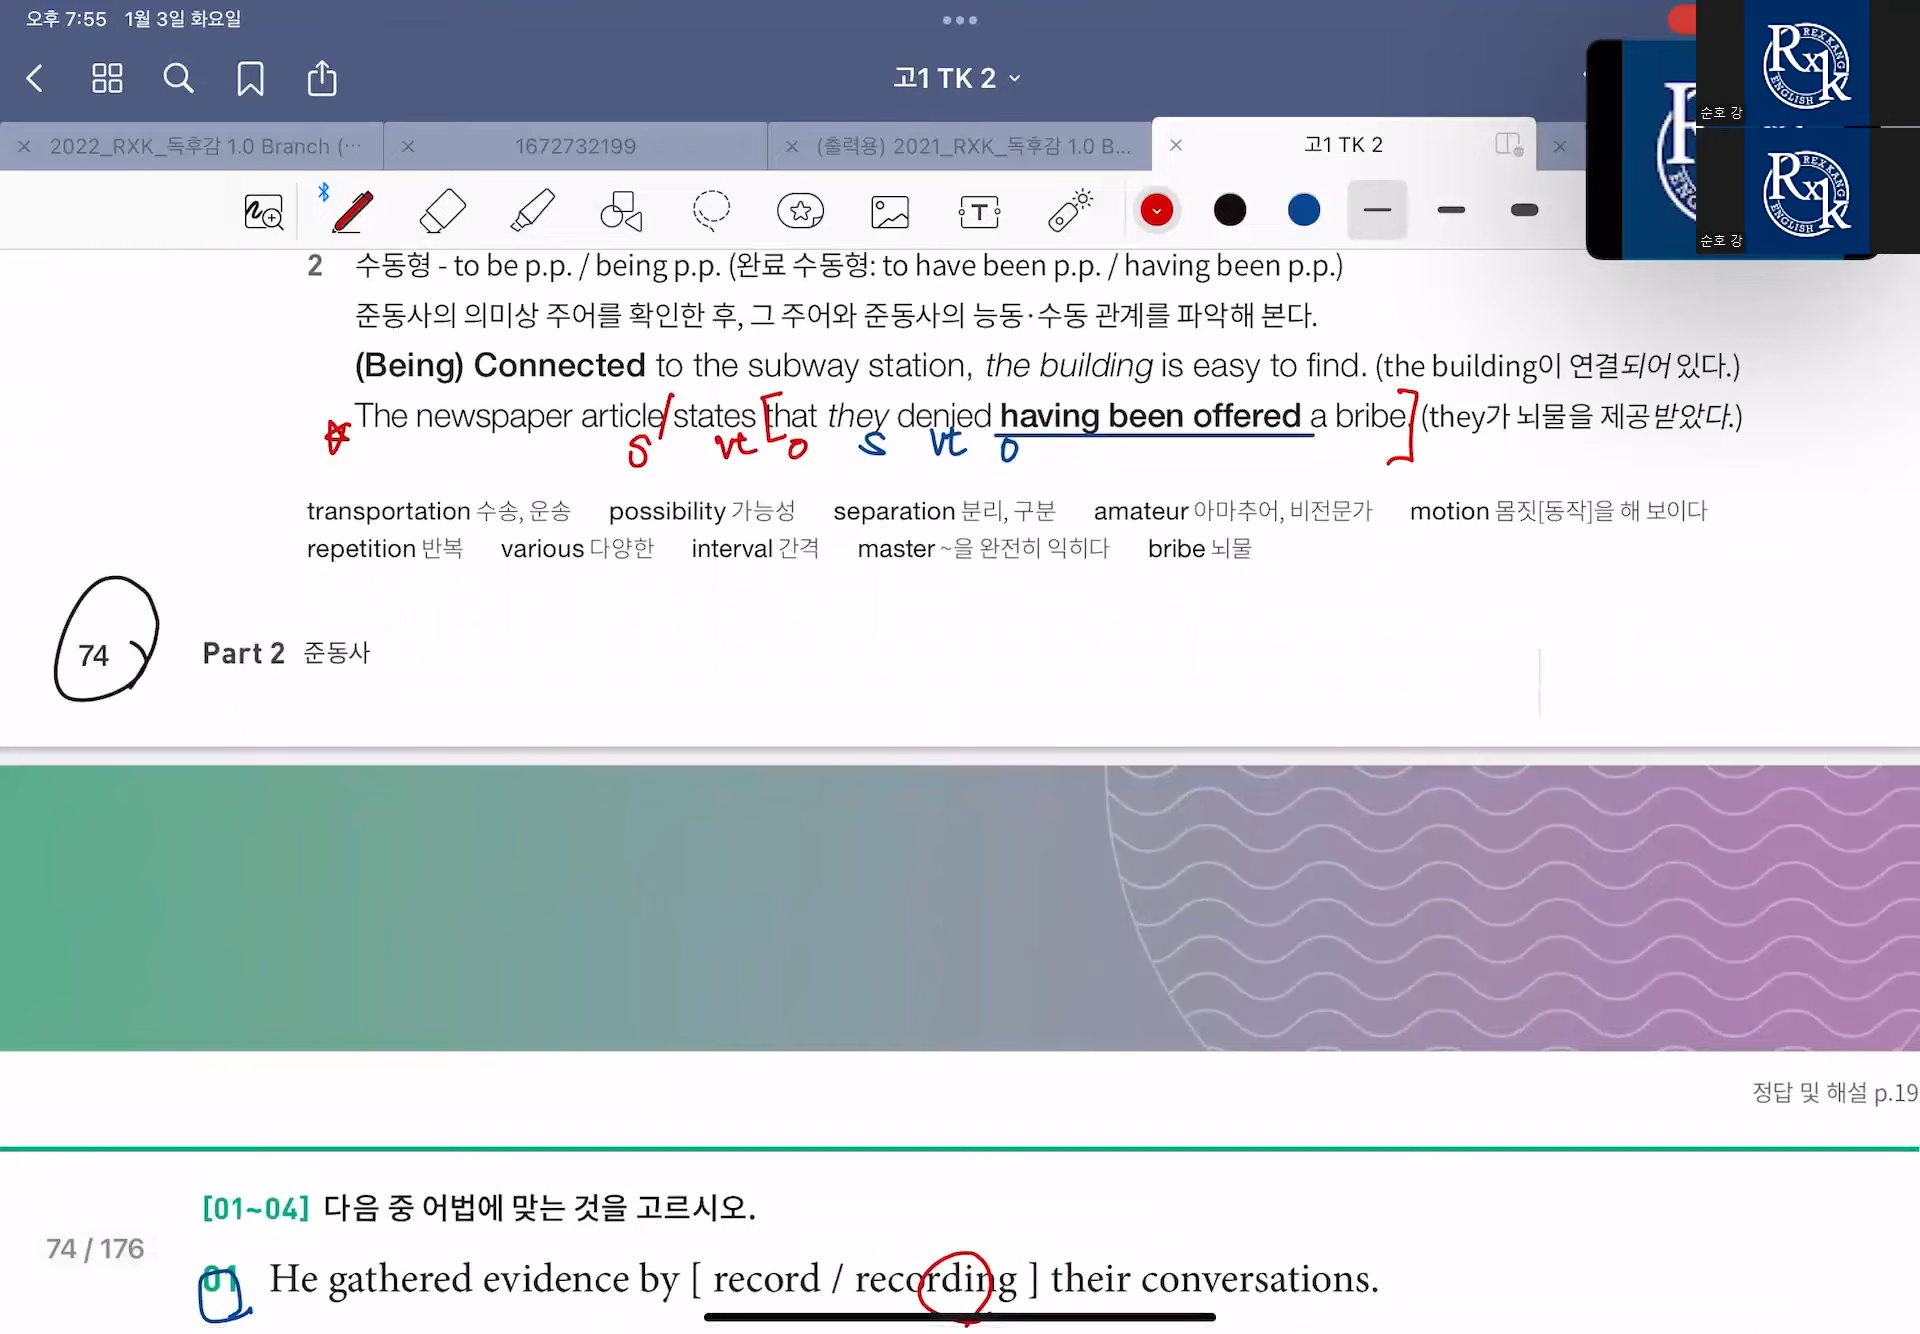 오후 7:55 1월 3일 화요일
고1 TK 2
2022_RXK_독후감 1.0 Branch (…
1672732199
(출력용) 2021_RXK_독후감 1.0 B...
고1 TK 2
순호 강
순호 강
2 수동형 - to be p.p. / being p.p. (완료 수동형: to have been p.p. / having been p.p.)
준동사의 의미상 주어를 확인한 후, 그 주어와 준동사의 능동·수동 관계를 파악해 본다.
(Being) Connected to the subway station, the building is easy to find. (the building이 연결되어 있다.)
The newspaper article/ states [that they denied having been offered a bribe.] (they가 뇌물을 제공받았다.)
s vt o s vt o
transportation 수송, 운송 possibility 가능성 separation 분리, 구분 amateur 아마추어, 비전문가 motion 몸짓[동작]을 해 보이다
repetition 반복 various 다양한 interval 간격 master ~을 완전히 익히다 bribe 뇌물
74 Part 2 준동사
정답 및 해설 p.19
[01~04] 다음 중 어법에 맞는 것을 고르시오.
74 / 176
01 He gathered evidence by [ record / recording ] their conversations.